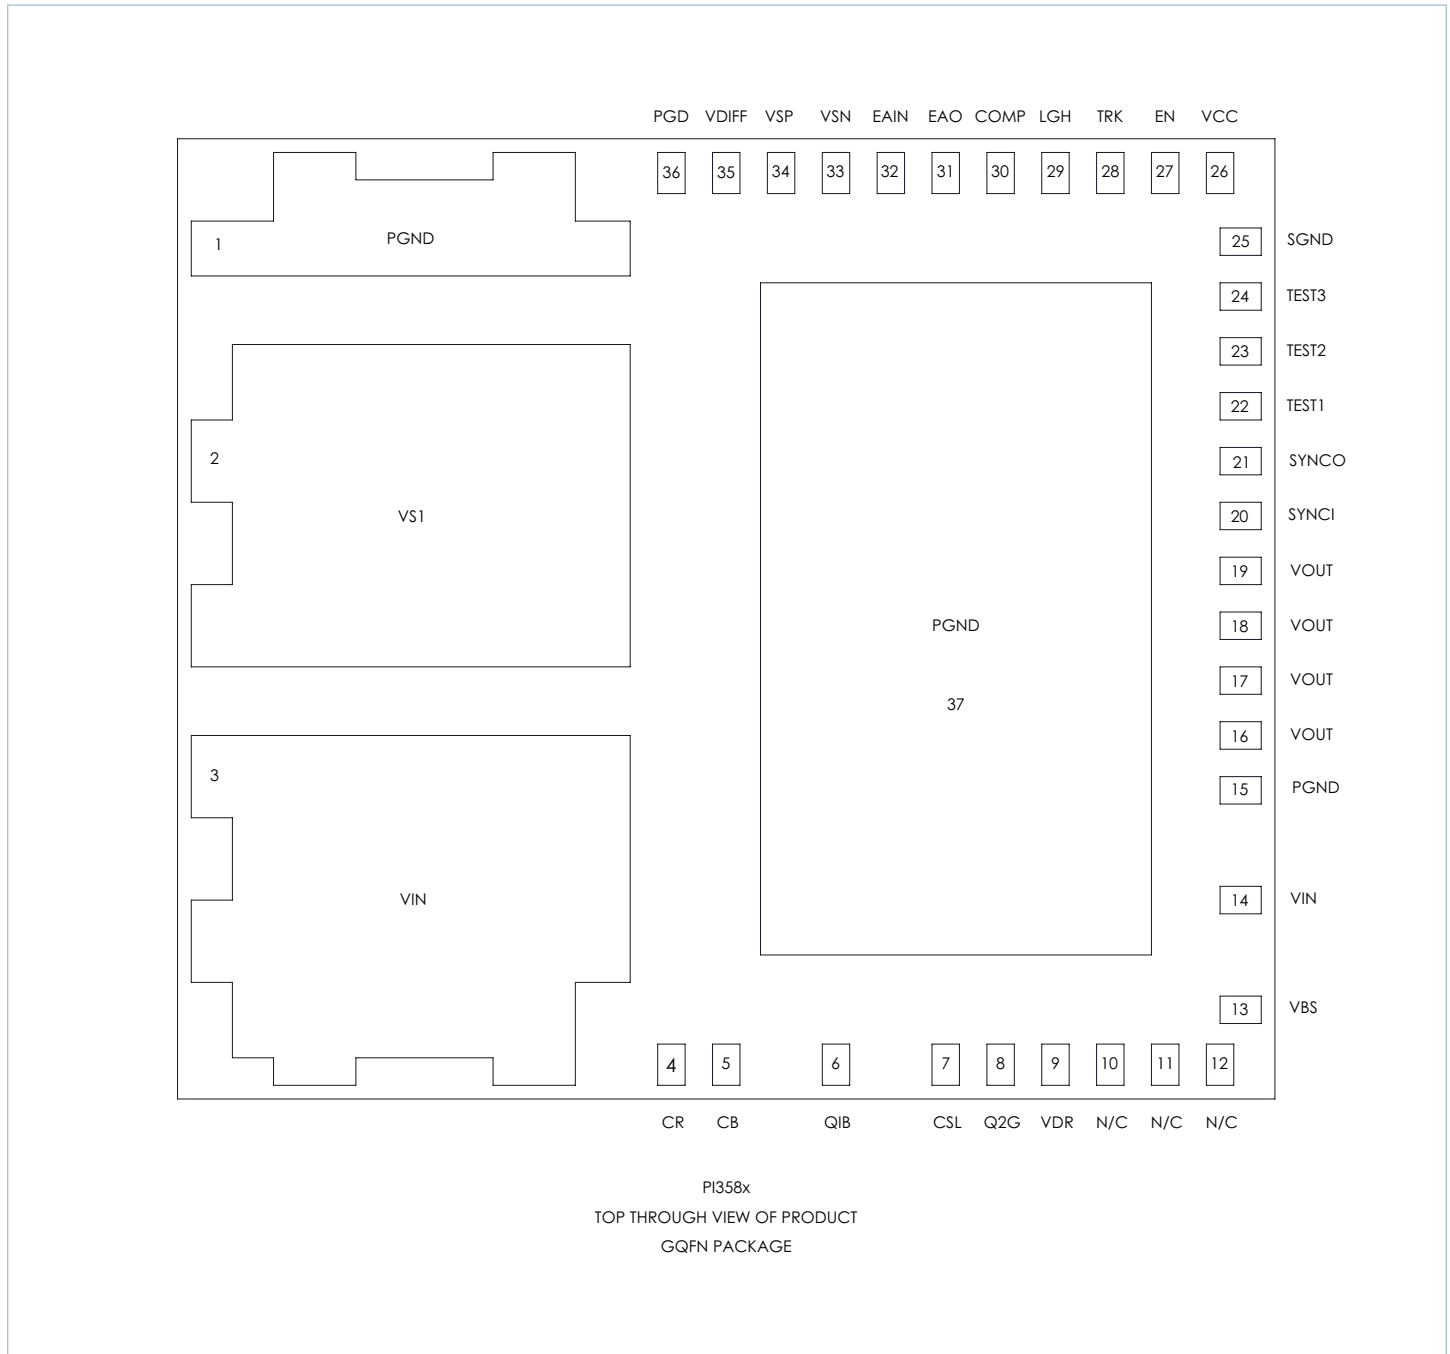 PGD VDIFF VSP VSN EAIN EAO COMP LGH TRK EN VCC
36 35 34 33 32 31 30 29 28 27 26
1 PGND
25 SGND
24 TEST3
23 TEST2
22 TEST1
2
21 SYNCO
VS1
20 SYNCI
19 VOUT
PGND
18 VOUT
17 VOUT
37
16 VOUT
3
15 PGND
VIN
14 VIN
13 VBS
4 5 6 7 8 9 10 11 12
CR CB QIB CSL Q2G VDR N/C N/C N/C
PI358x
TOP THROUGH VIEW OF PRODUCT
GQFN PACKAGE